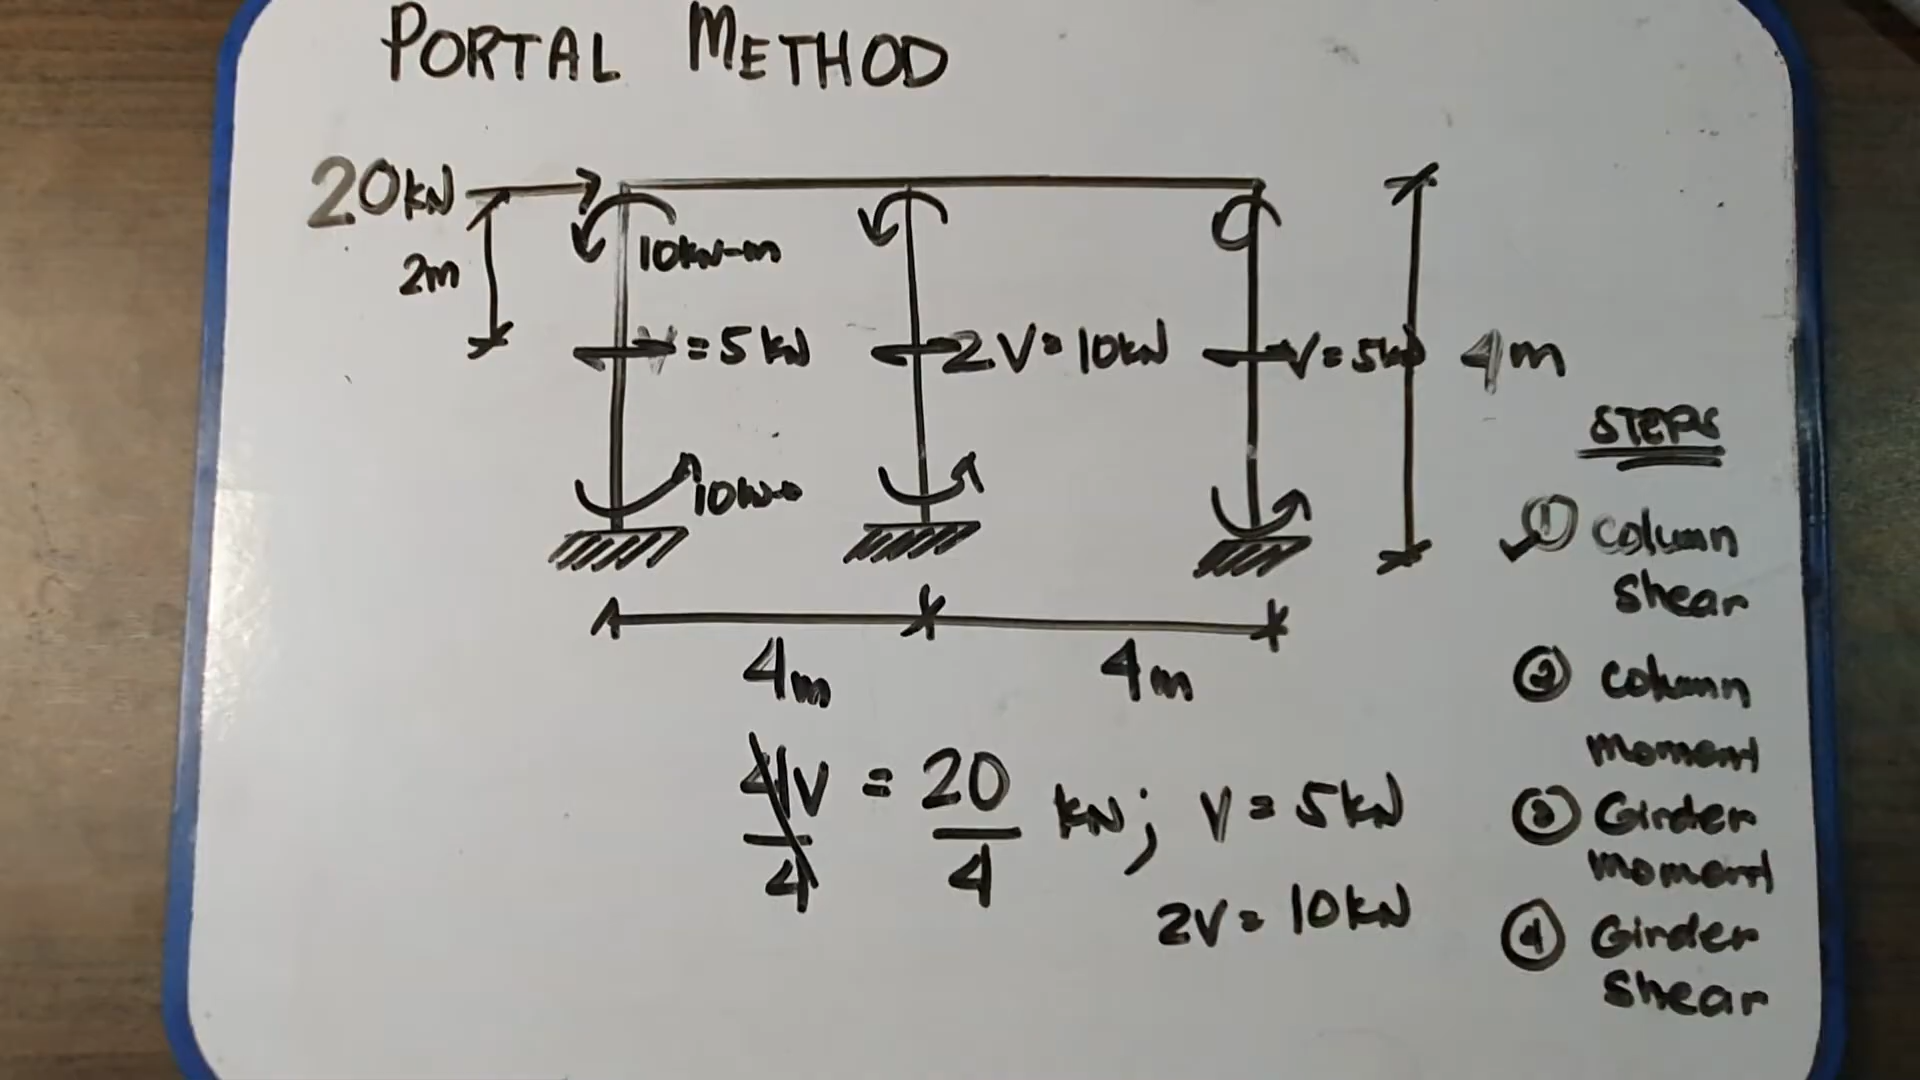 PORTAL METHOD
20kN
2m
10kN-m
V = 5kN
2V = 10kN
V = 5kN
4m
STEPS
① Column
Shear
② Column
moment
③ Girder
moment
④ Girder
Shear
4m
4m
4V = 20 kN; V = 5kN
4 4
2V = 10kN